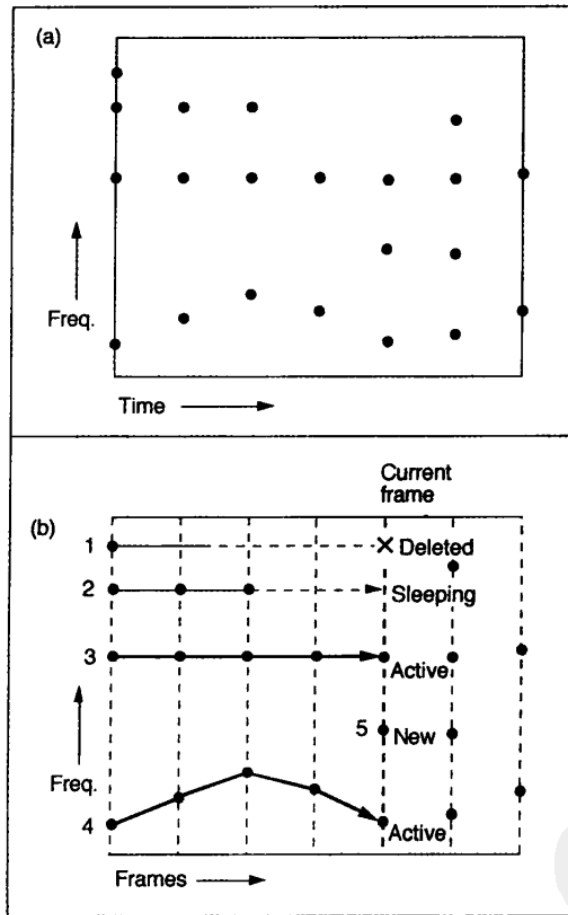 (a)
Freq.
Time
Current
frame
(b)
1
Deleted
2
Sleeping
3
Active
5 New
Freq.
4
Active
Frames